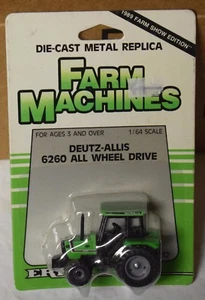 1989 FARM SHOW EDITION
DIE-CAST METAL REPLICA
FARM
MACHINES
FOR AGES 3 AND OVER 1/64 SCALE
DEUTZ-ALLIS
6260 ALL WHEEL DRIVE